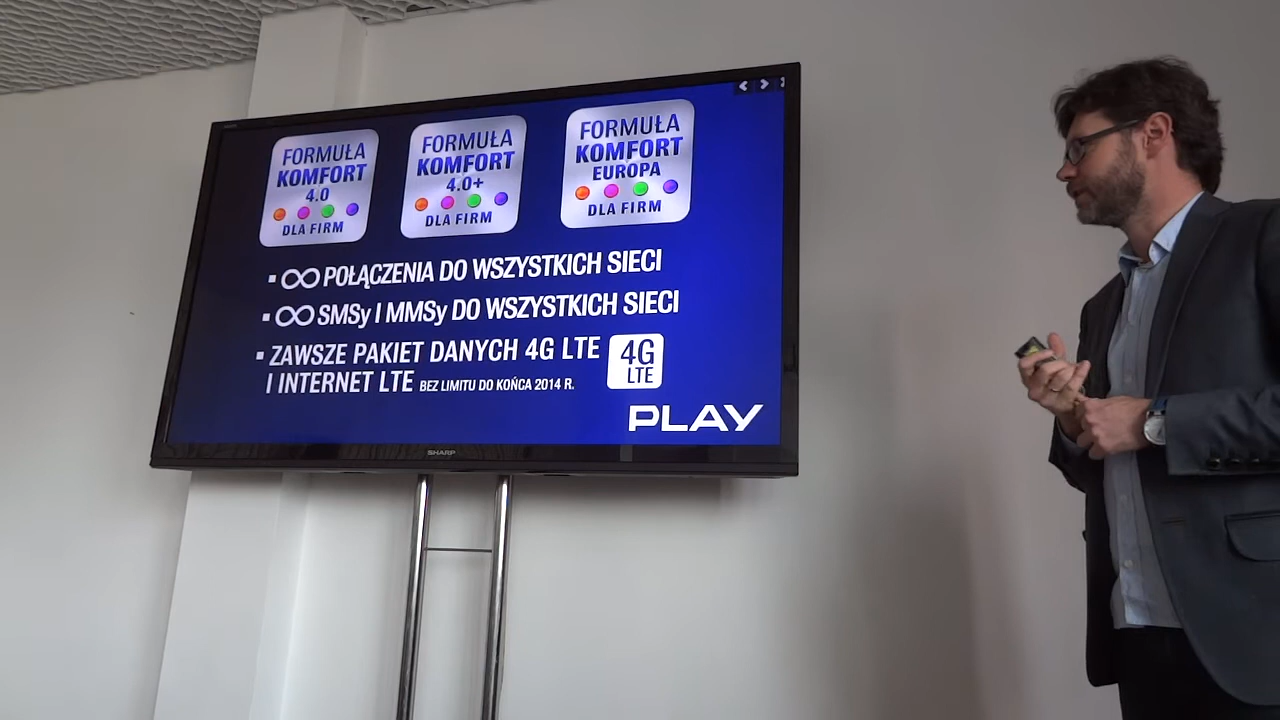 FORMUŁA
KOMFORT
4.0
DLA FIRM
FORMUŁA
KOMFORT
4.0+
DLA FIRM
FORMUŁA
KOMFORT
EUROPA
DLA FIRM
▪ ∞ POŁĄCZENIA DO WSZYSTKICH SIECI
▪ ∞ SMSy I MMSy DO WSZYSTKICH SIECI
▪ ZAWSZE PAKIET DANYCH 4G LTE
I INTERNET LTE BEZ LIMITU DO KOŃCA 2014 R.
4G
LTE
PLAY
SHARP